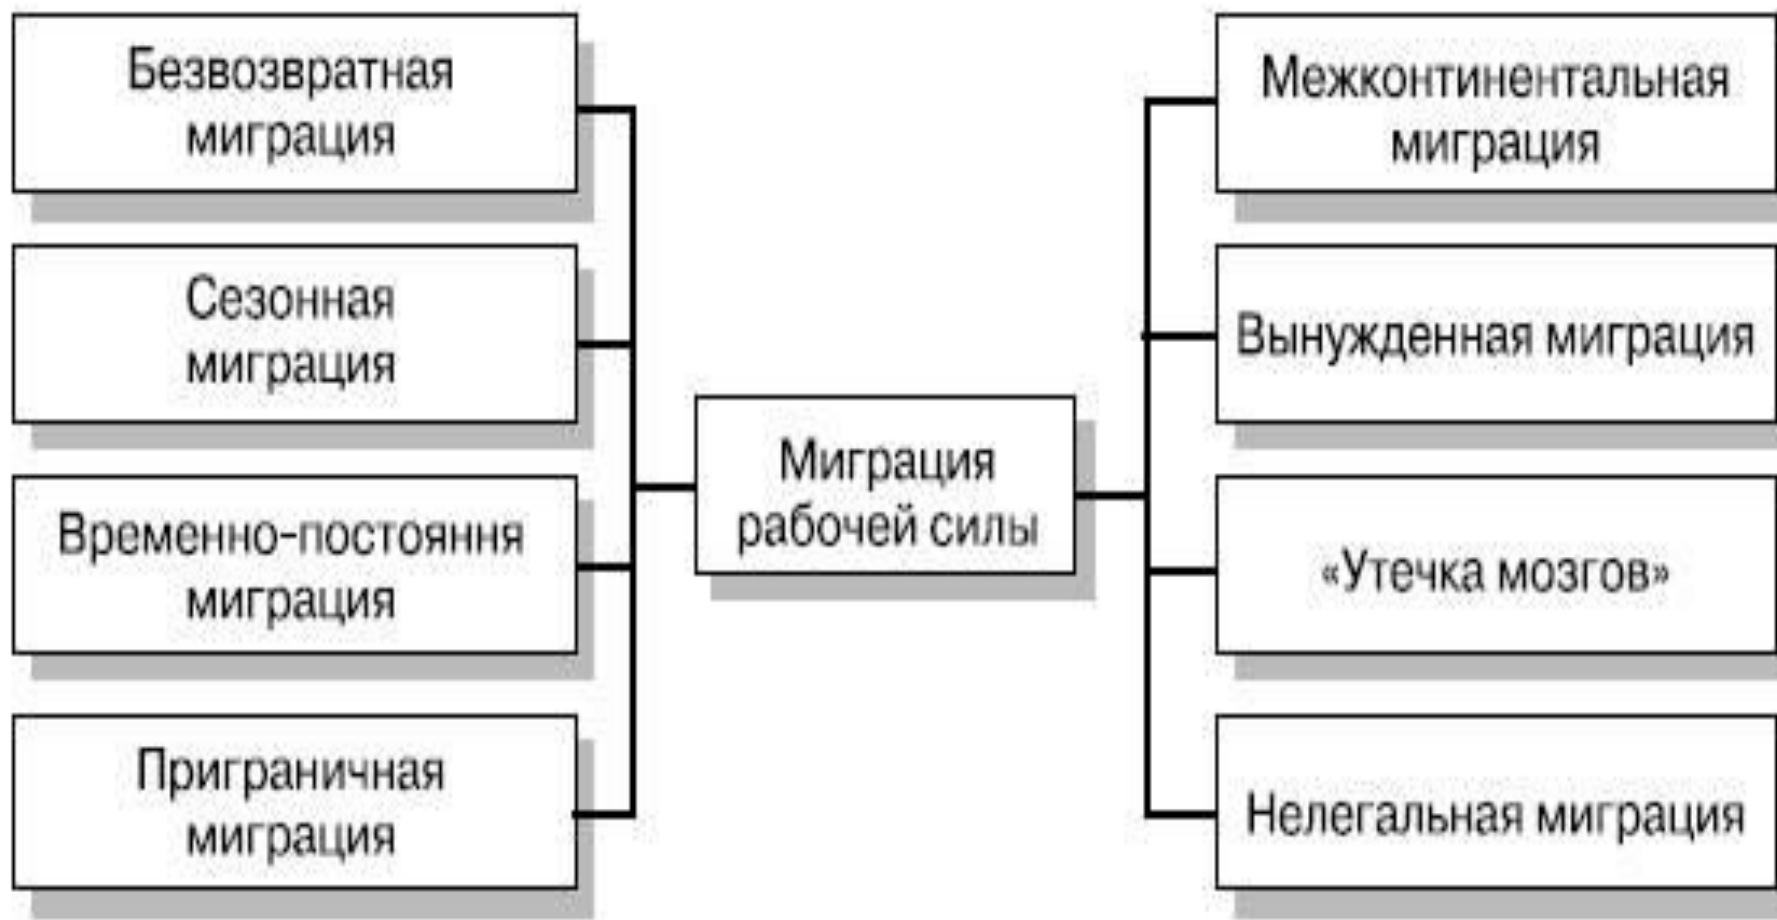 Безвозвратная
миграция
Сезонная
миграция
Временно-постояння
миграция
Приграничная
миграция
Миграция
рабочей силы
Межконтинентальная
миграция
Вынужденная миграция
«Утечка мозгов»
Нелегальная миграция